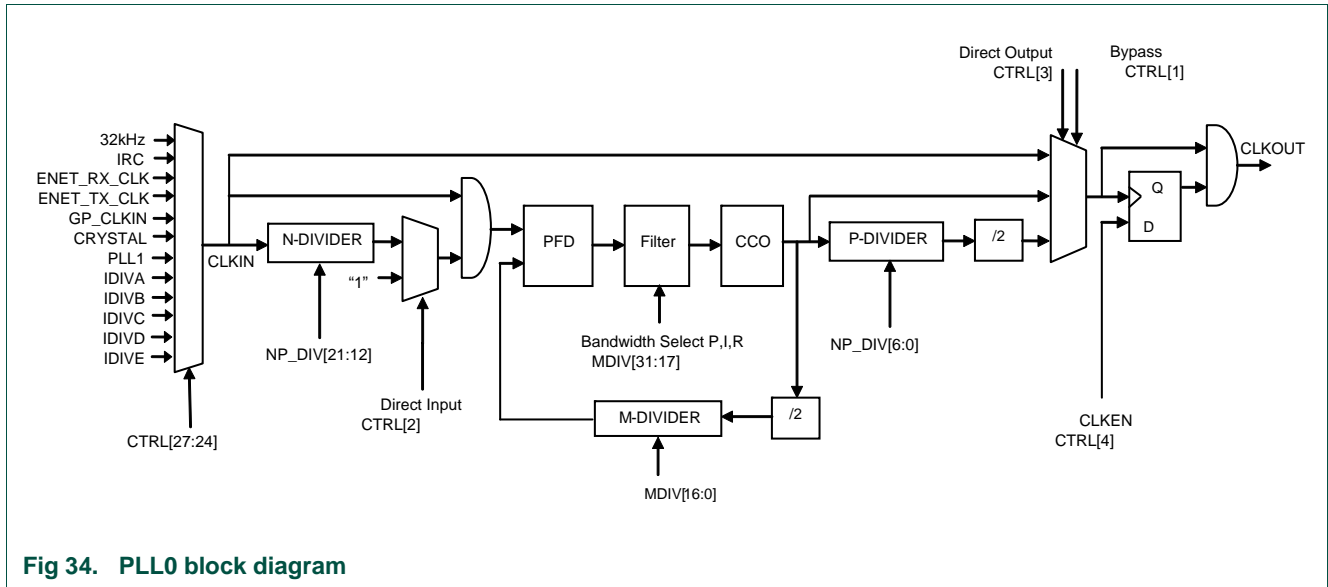 Direct Output
CTRL[3]
Bypass
CTRL[1]
32kHz
IRC
ENET_RX_CLK
ENET_TX_CLK
GP_CLKIN
CRYSTAL
PLL1
IDIVA
IDIVB
IDIVC
IDIVD
IDIVE
CTRL[27:24]
CLKIN
N-DIVIDER
NP_DIV[21:12]
“1”
Direct Input
CTRL[2]
PFD
Filter
Bandwidth Select P,I,R
MDIV[31:17]
CCO
P-DIVIDER
NP_DIV[6:0]
/2
M-DIVIDER
/2
MDIV[16:0]
Q
D
CLKEN
CTRL[4]
CLKOUT
Fig 34. PLL0 block diagram